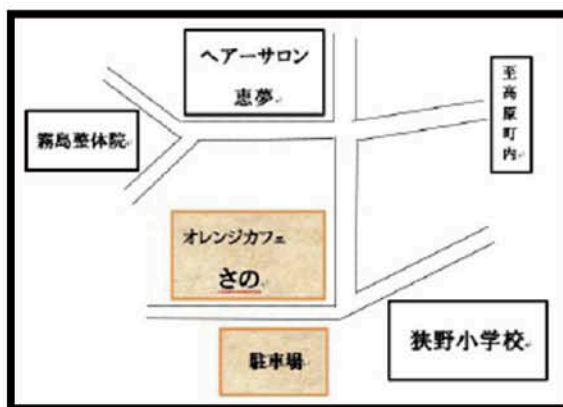 ヘアーサロン
恵夢
至高原町内
霧島整体院
オレンジカフェ
さの
狭野小学校
駐車場